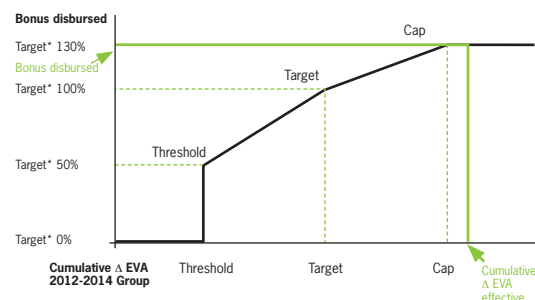 Bonus disbursed
Cap
Target* 130%
Bonus disbursed
Target
Target* 100%
Threshold
Target* 50%
Target* 0%
Cumulative Δ EVA
2012-2014 Group
Threshold
Target
Cap
Cumulative
Δ EVA
effective